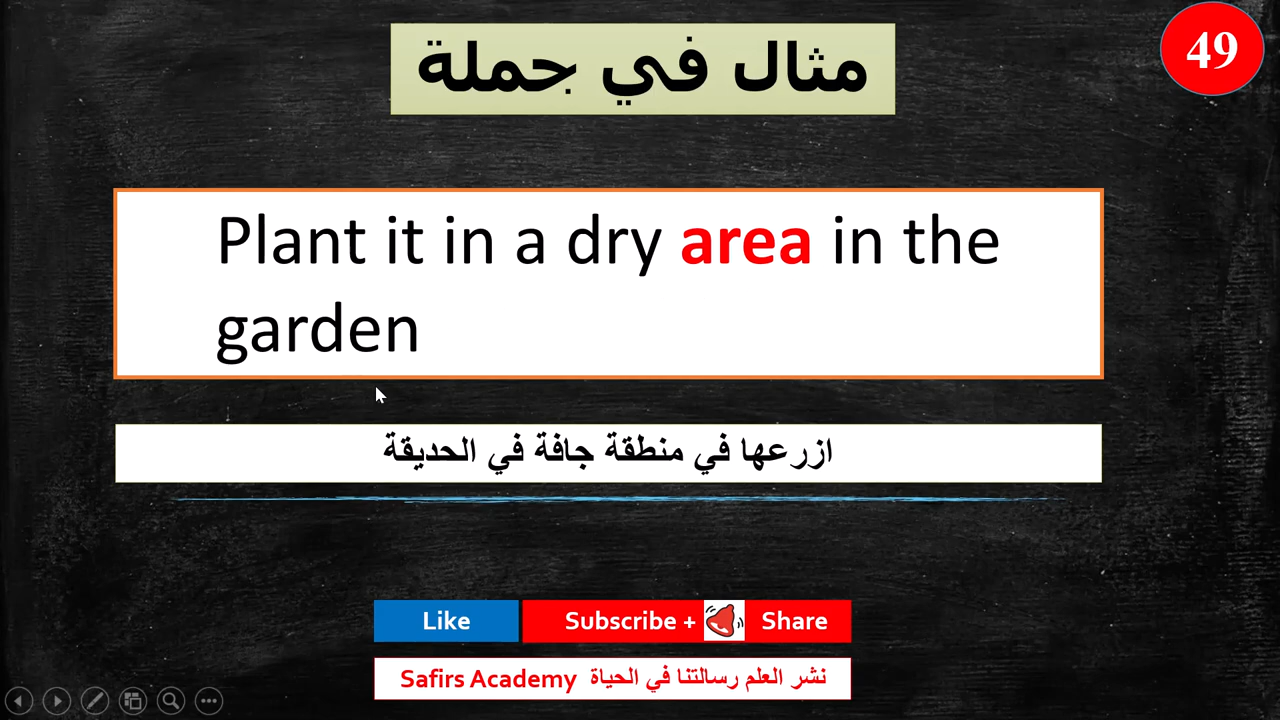 مثال في جملة
49
Plant it in a dry area in the
garden
ازرعها في منطقة جافة في الحديقة
Like Subscribe + Share
Safirs Academy نشر العلم رسالتنا في الحياة